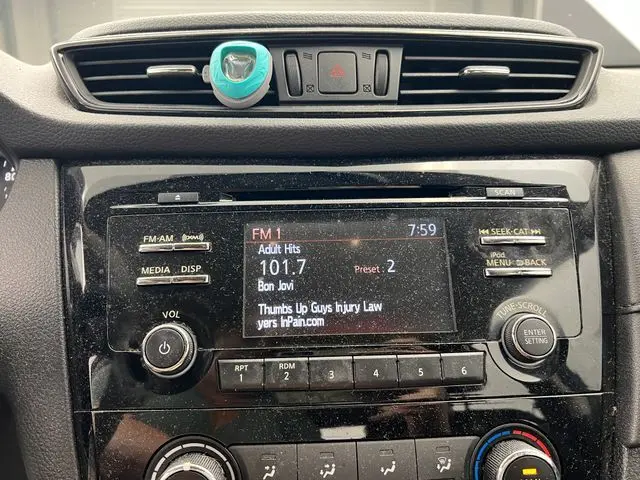 80
SCAN
FM 1 7:59
Adult Hits
101.7 Preset : 2
Bon Jovi
Thumbs Up Guys Injury Law
yers InPain.com
FM-AM ((XM))
MEDIA DISP
SEEK-CAT
iPod
MENU BACK
VOL
TUNE-SCROLL
ENTER
SETTING
RPT
1
RDM
2
3
4
5
6